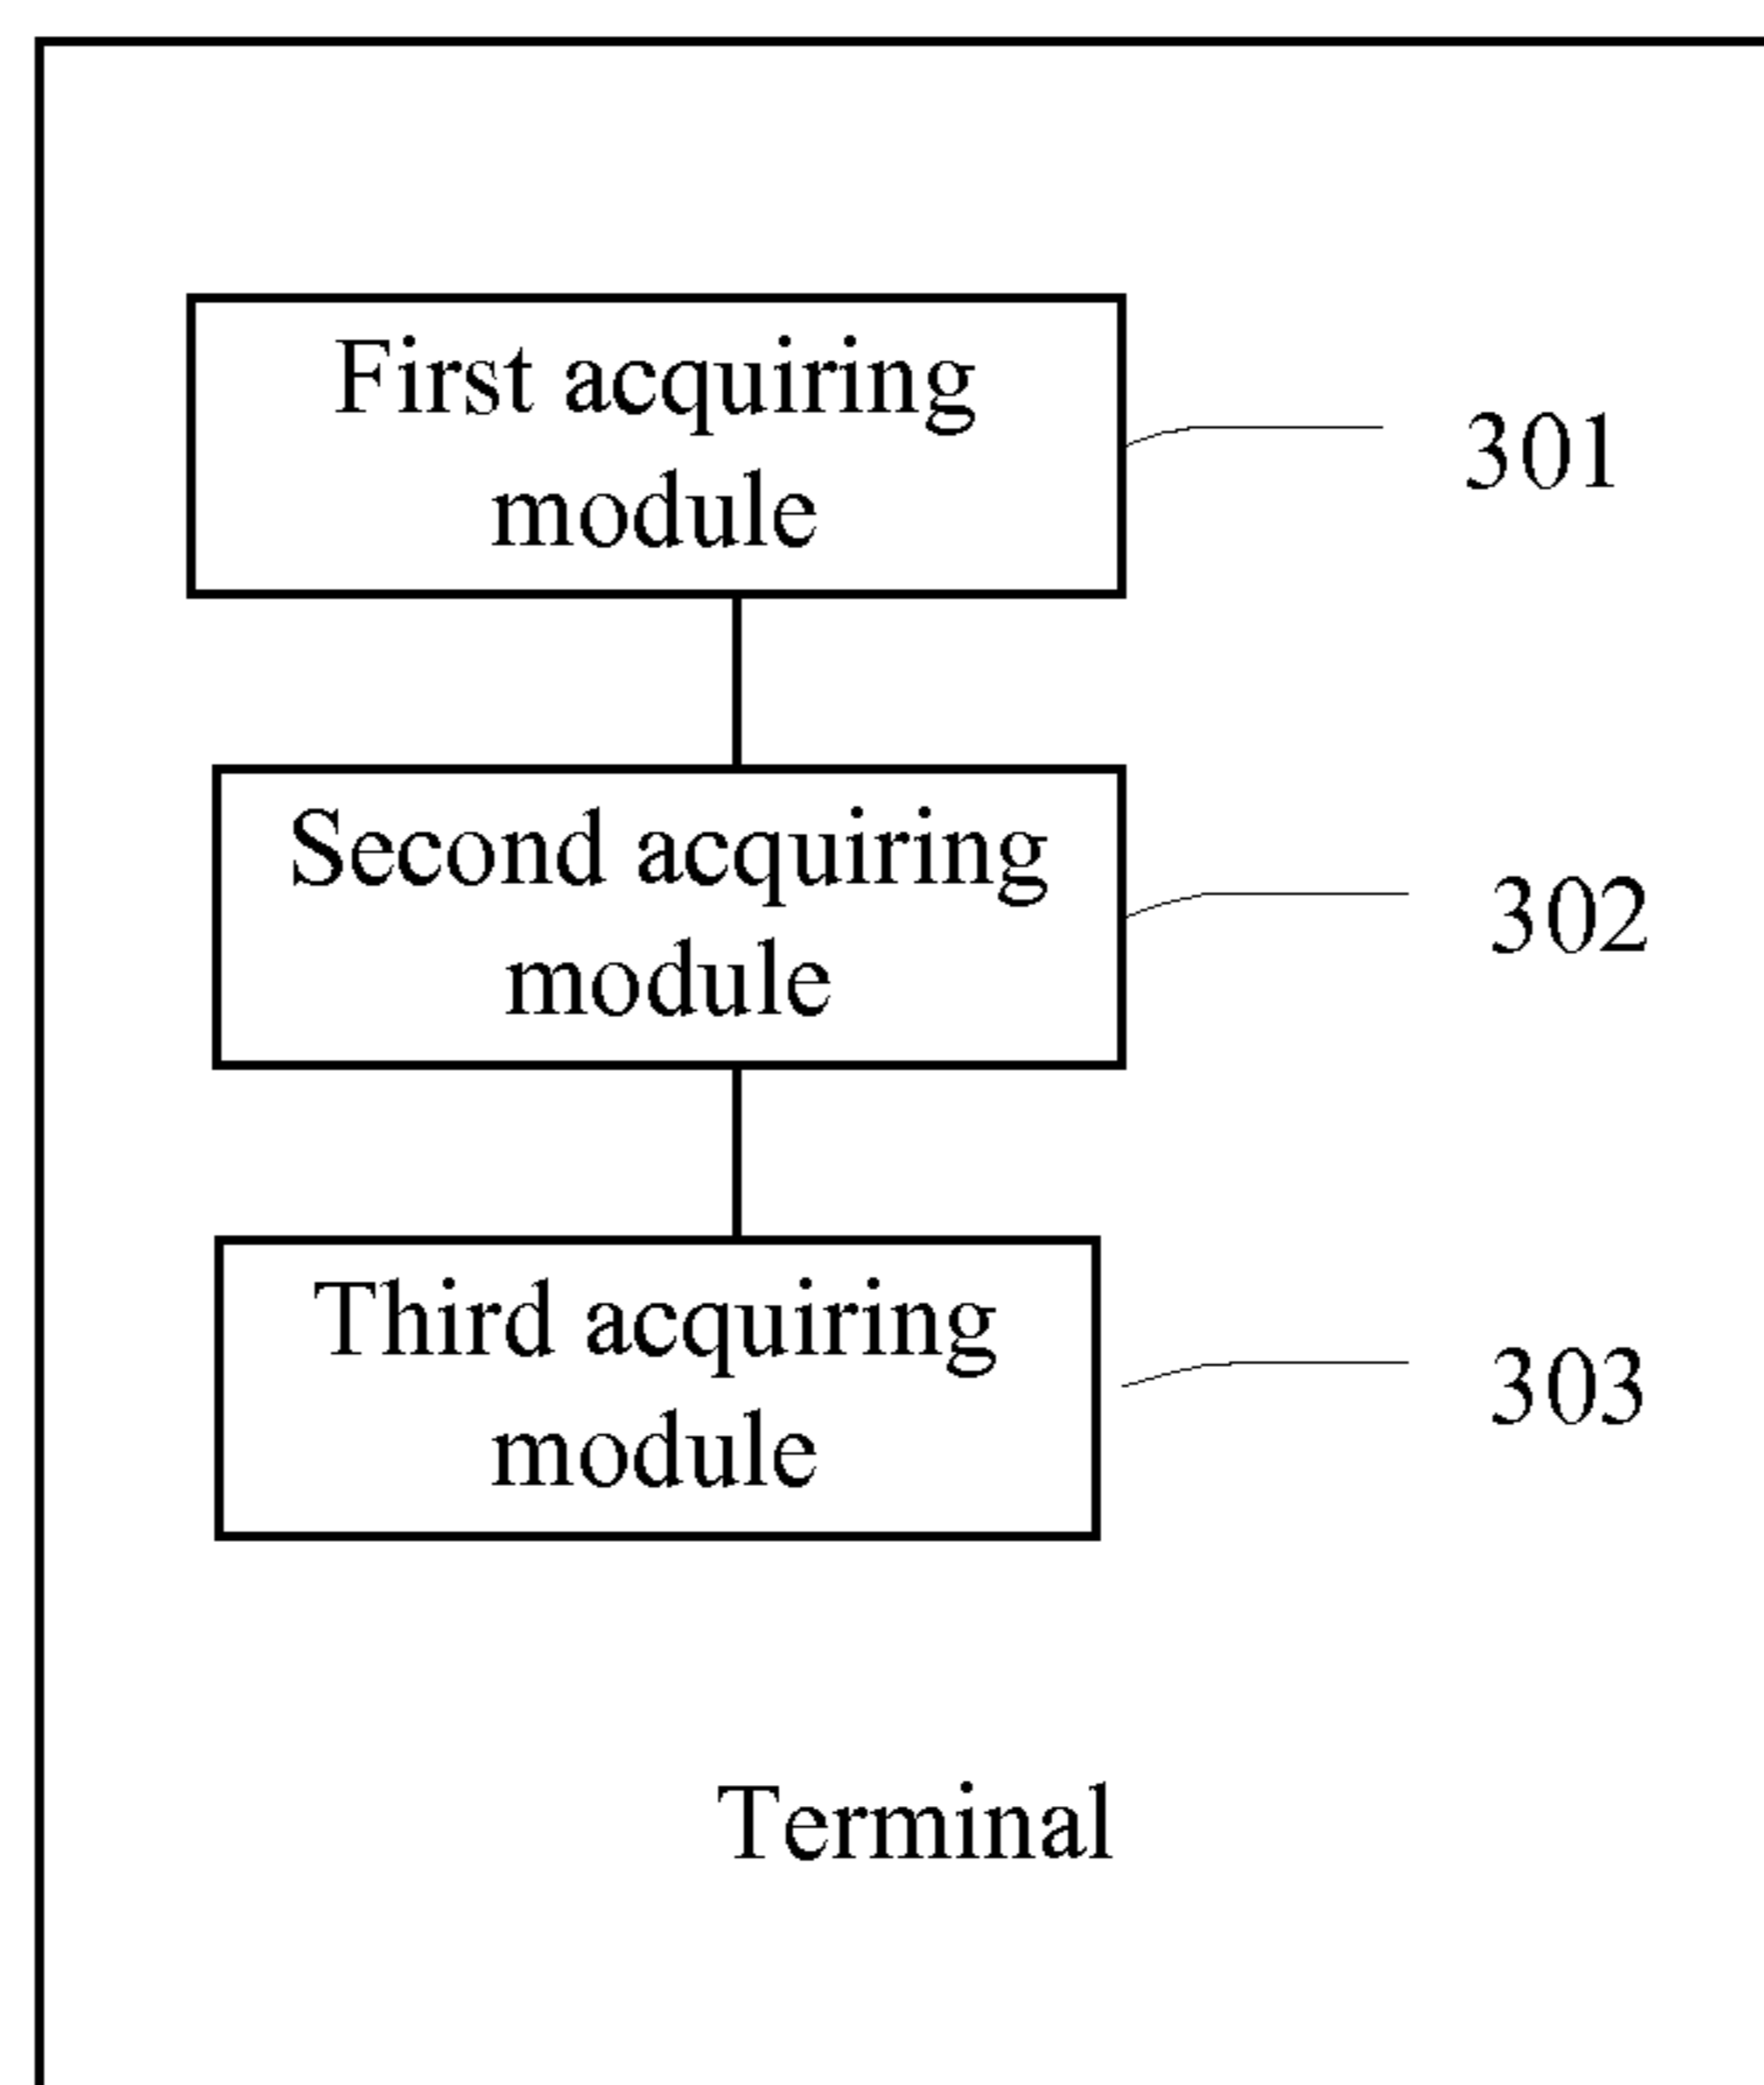 First acquiring
module
301
Second acquiring
module
302
Third acquiring
module
303
Terminal